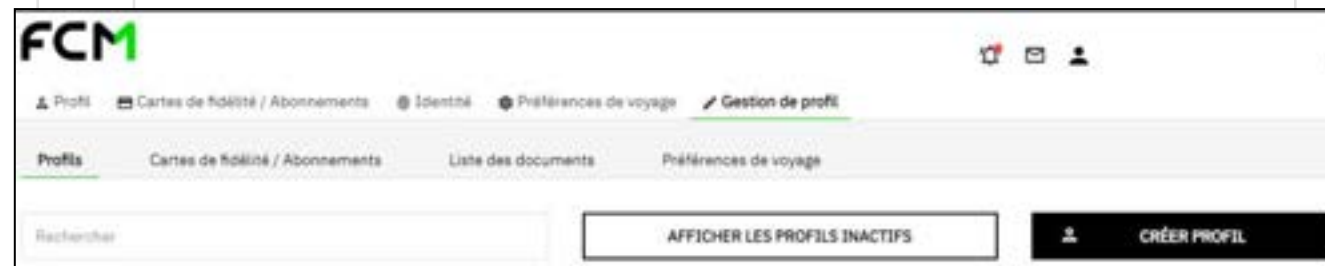 FCM
Profil Cartes de fidélité / Abonnements Identité Préférences de voyage Gestion de profil
Profils Cartes de fidélité / Abonnements Liste des documents Préférences de voyage
Rechercher AFFICHER LES PROFILS INACTIFS CRÉER PROFIL